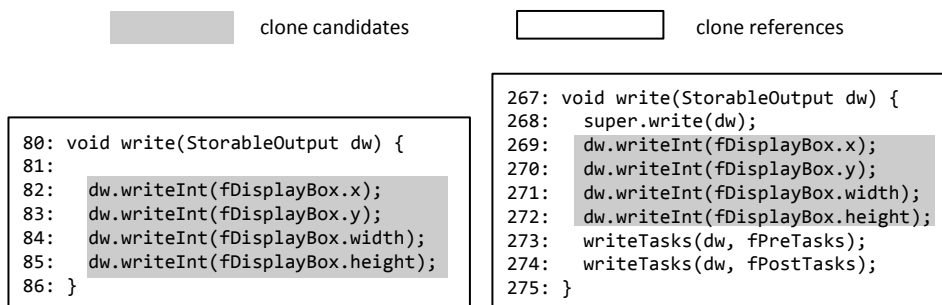 clone candidates
clone references
80: void write(StorableOutput dw) {
81:
82:   dw.writeInt(fDisplayBox.x);
83:   dw.writeInt(fDisplayBox.y);
84:   dw.writeInt(fDisplayBox.width);
85:   dw.writeInt(fDisplayBox.height);
86: }
267: void write(StorableOutput dw) {
268:   super.write(dw);
269:   dw.writeInt(fDisplayBox.x);
270:   dw.writeInt(fDisplayBox.y);
271:   dw.writeInt(fDisplayBox.width);
272:   dw.writeInt(fDisplayBox.height);
273:   writeTasks(dw, fPreTasks);
274:   writeTasks(dw, fPostTasks);
275: }